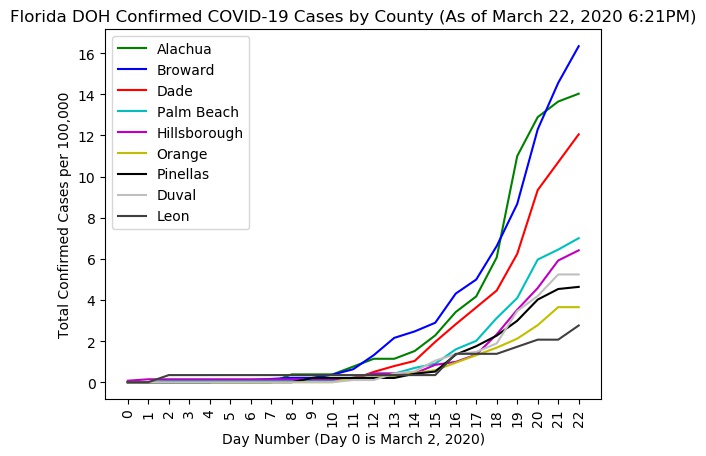 Florida DOH Confirmed COVID-19 Cases by County (As of March 22, 2020 6:21PM)
Total Confirmed Cases per 100,000
16
14
12
10
8
6
4
2
0
Alachua
Broward
Dade
Palm Beach
Hillsborough
Orange
Pinellas
Duval
Leon
0 1 2 3 4 5 6 7 8 9 10 11 12 13 14 15 16 17 18 19 20 21 22
Day Number (Day 0 is March 2, 2020)